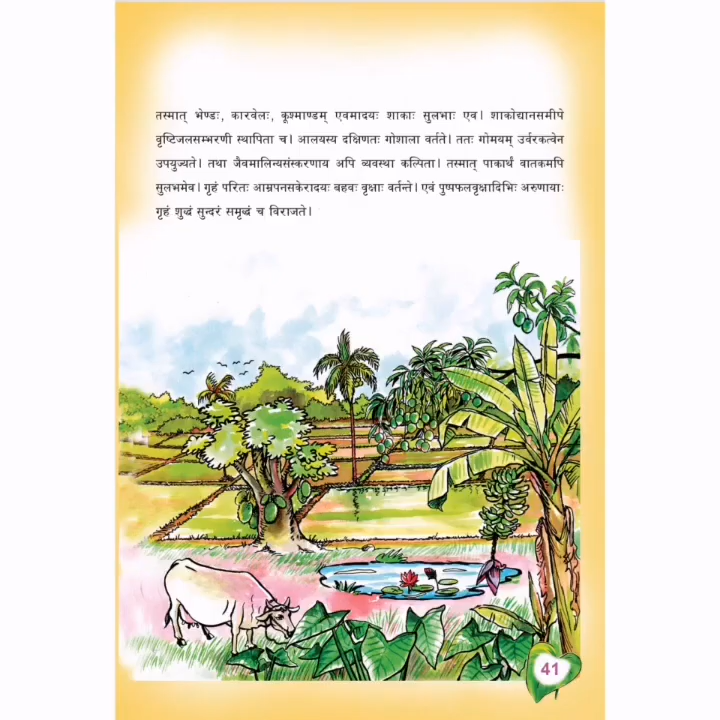 तस्मात् भेण्डः, कारवेलः, कूश्माण्डम् एवमादयः शाकाः सुलभाः एव। शाकोद्यानसमीपे
वृष्टिजलसम्भरणी स्थापिता च। आलयस्य दक्षिणतः गोशाला वर्तते। ततः गोमयम् उर्वरकत्वेन
उपयुज्यते। तथा जैवमालिन्यसंस्करणाय अपि व्यवस्था कल्पिता। तस्मात् पाकार्थं वातकमपि
सुलभमेव। गृहं परितः आम्रपनसकेरादयः बहवः वृक्षाः वर्तन्ते। एवं पुष्पफलवृक्षादिभिः अरुणायाः
गृहं शुद्धं सुन्दरं समृद्धं च विराजते।
41